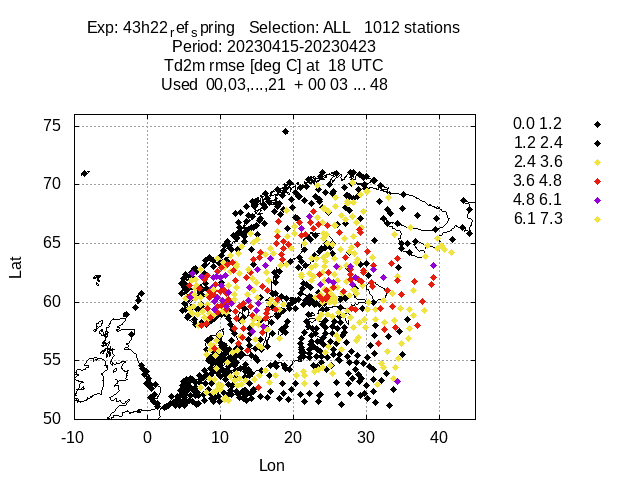 Exp: 43h22refspring   Selection: ALL   1012 stations
Period: 20230415-20230423
Td2m rmse [deg C] at  18 UTC
Used  00,03,...,21  + 00 03 ... 48
75
70
65
60
55
50
-10 0 10 20 30 40
Lat
Lon
0.0 1.2
1.2 2.4
2.4 3.6
3.6 4.8
4.8 6.1
6.1 7.3